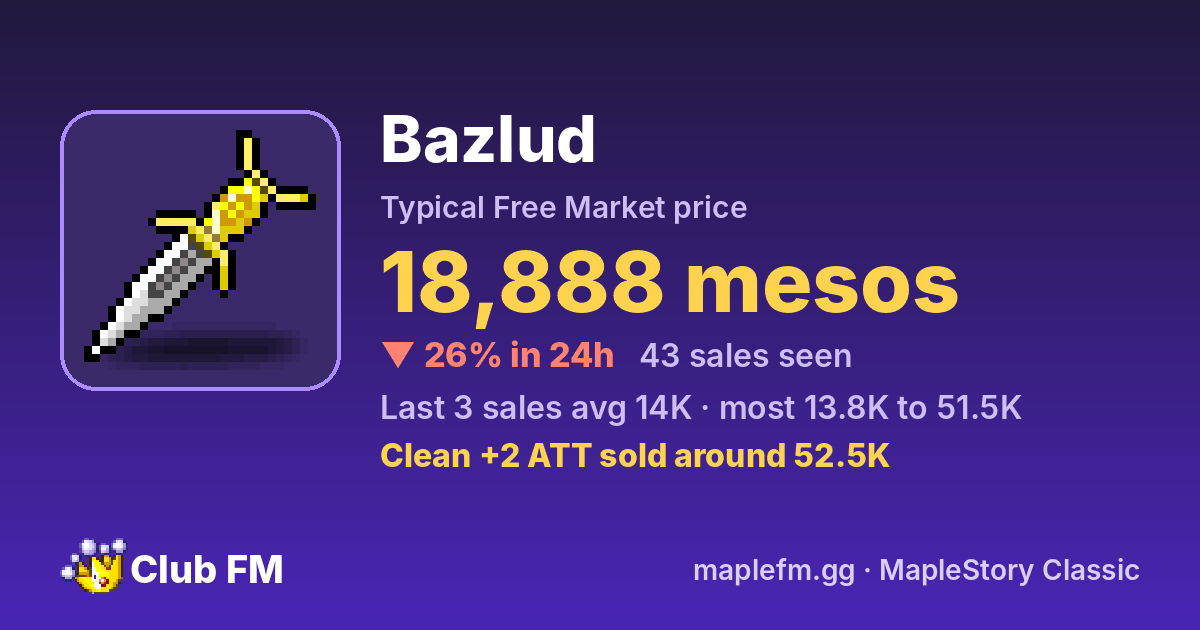 Bazlud
Typical Free Market price
18,888 mesos
▼ 26% in 24h 43 sales seen
Last 3 sales avg 14K · most 13.8K to 51.5K
Clean +2 ATT sold around 52.5K
Club FM
maplefm.gg · MapleStory Classic